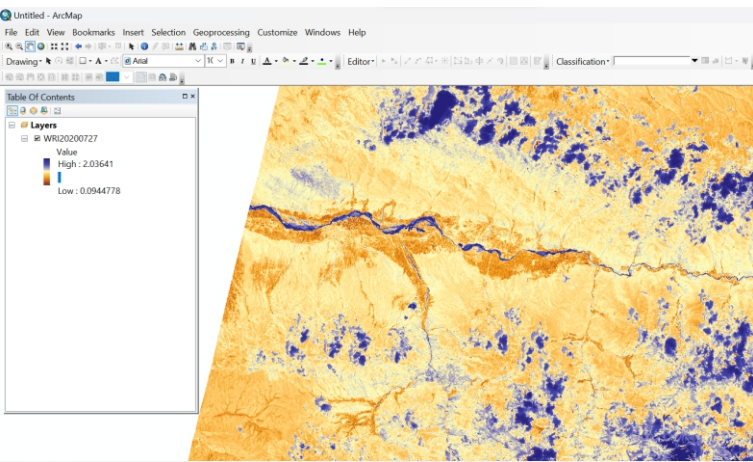 Untitled - ArcMap
File Edit View Bookmarks Insert Selection Geoprocessing Customize Windows Help
Drawing A Arial B I U A Editor Classification
Table Of Contents
Layers
WRI20200727
Value
High : 2.03641
Low : 0.0944778